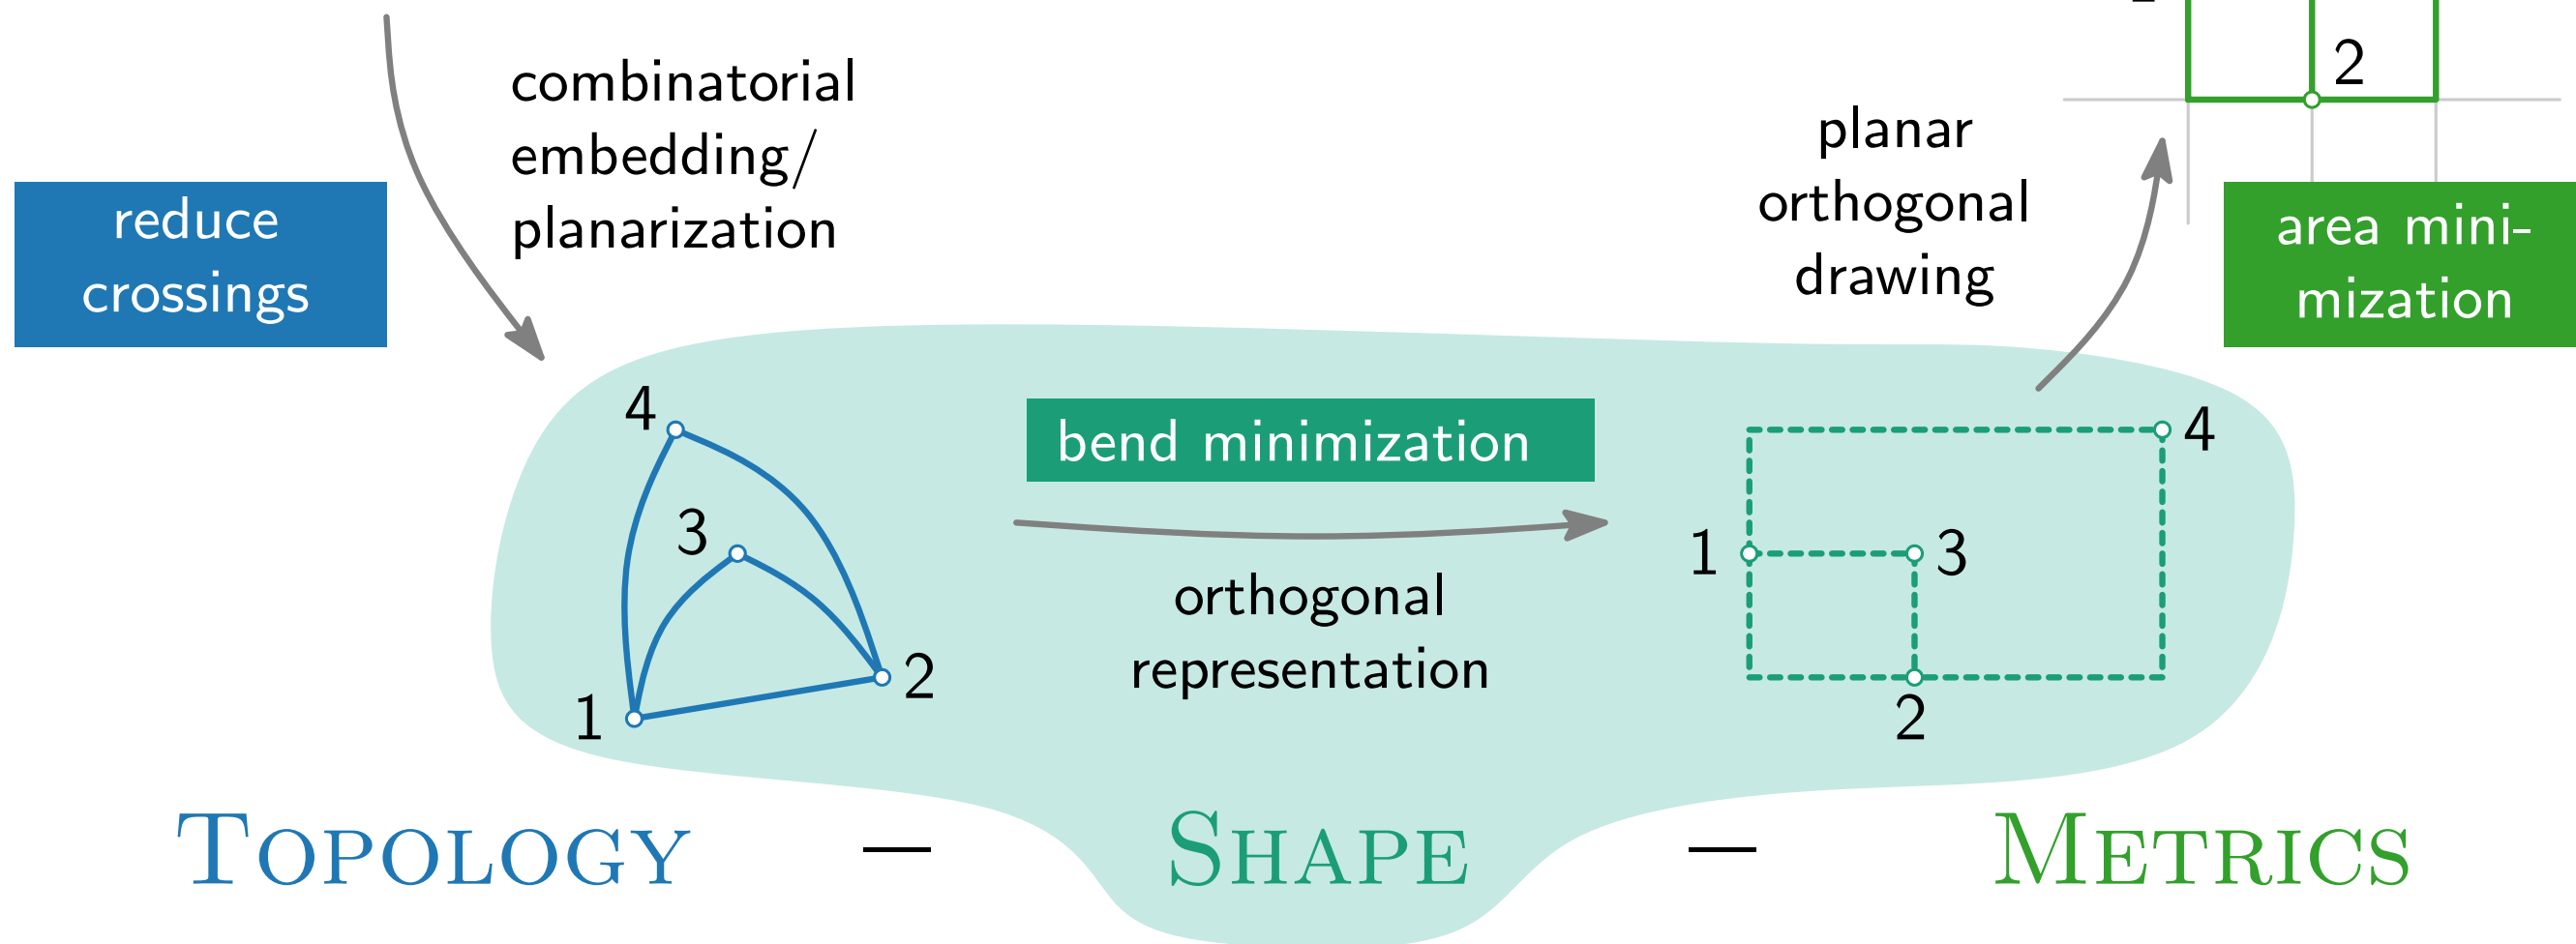 combinatorial
embedding/
planarization
reduce
crossings
2
planar
orthogonal
drawing
area mini-
mization
4
3
1
2
bend minimization
orthogonal
representation
4
1
3
2
TOPOLOGY — SHAPE — METRICS